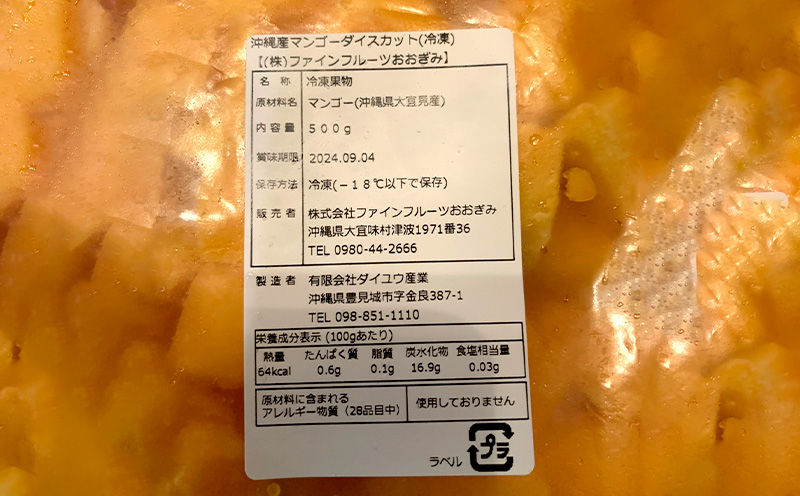 沖縄産マンゴーダイスカット(冷凍)
【(株)ファインフルーツおおぎみ】
名 称 冷凍果物
原材料名 マンゴー(沖縄県大宜見産)
内容量 500g
賞味期限 2024.09.04
保存方法 冷凍(-18℃以下で保存)
販売者 株式会社ファインフルーツおおぎみ
沖縄県大宜味村津波1971番36
TEL 0980-44-2666
製造者 有限会社ダイユウ産業
沖縄県豊見城市字金良387-1
TEL 098-851-1110
栄養成分表示 (100gあたり)
熱量 たんぱく質 脂質 炭水化物 食塩相当量
64kcal 0.6g 0.1g 16.9g 0.03g
原材料に含まれる
アレルギー物質(28品目中) 使用しておりません
ラベル プラ